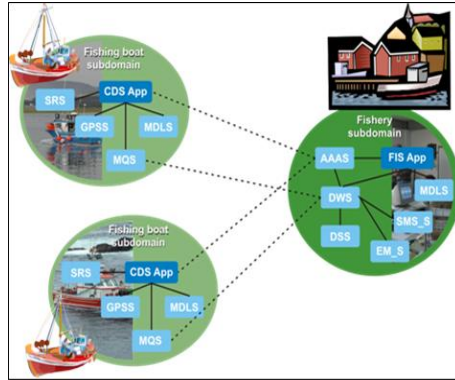 Fishing boat
subdomain
SRS
CDS App
GPSS
MDLS
MQS
Fishery
subdomain
AAAS
FIS App
MDLS
DWS
SMS_S
DSS
EM_S
Fishing boat
subdomain
SRS
CDS App
GPSS
MDLS
MQS